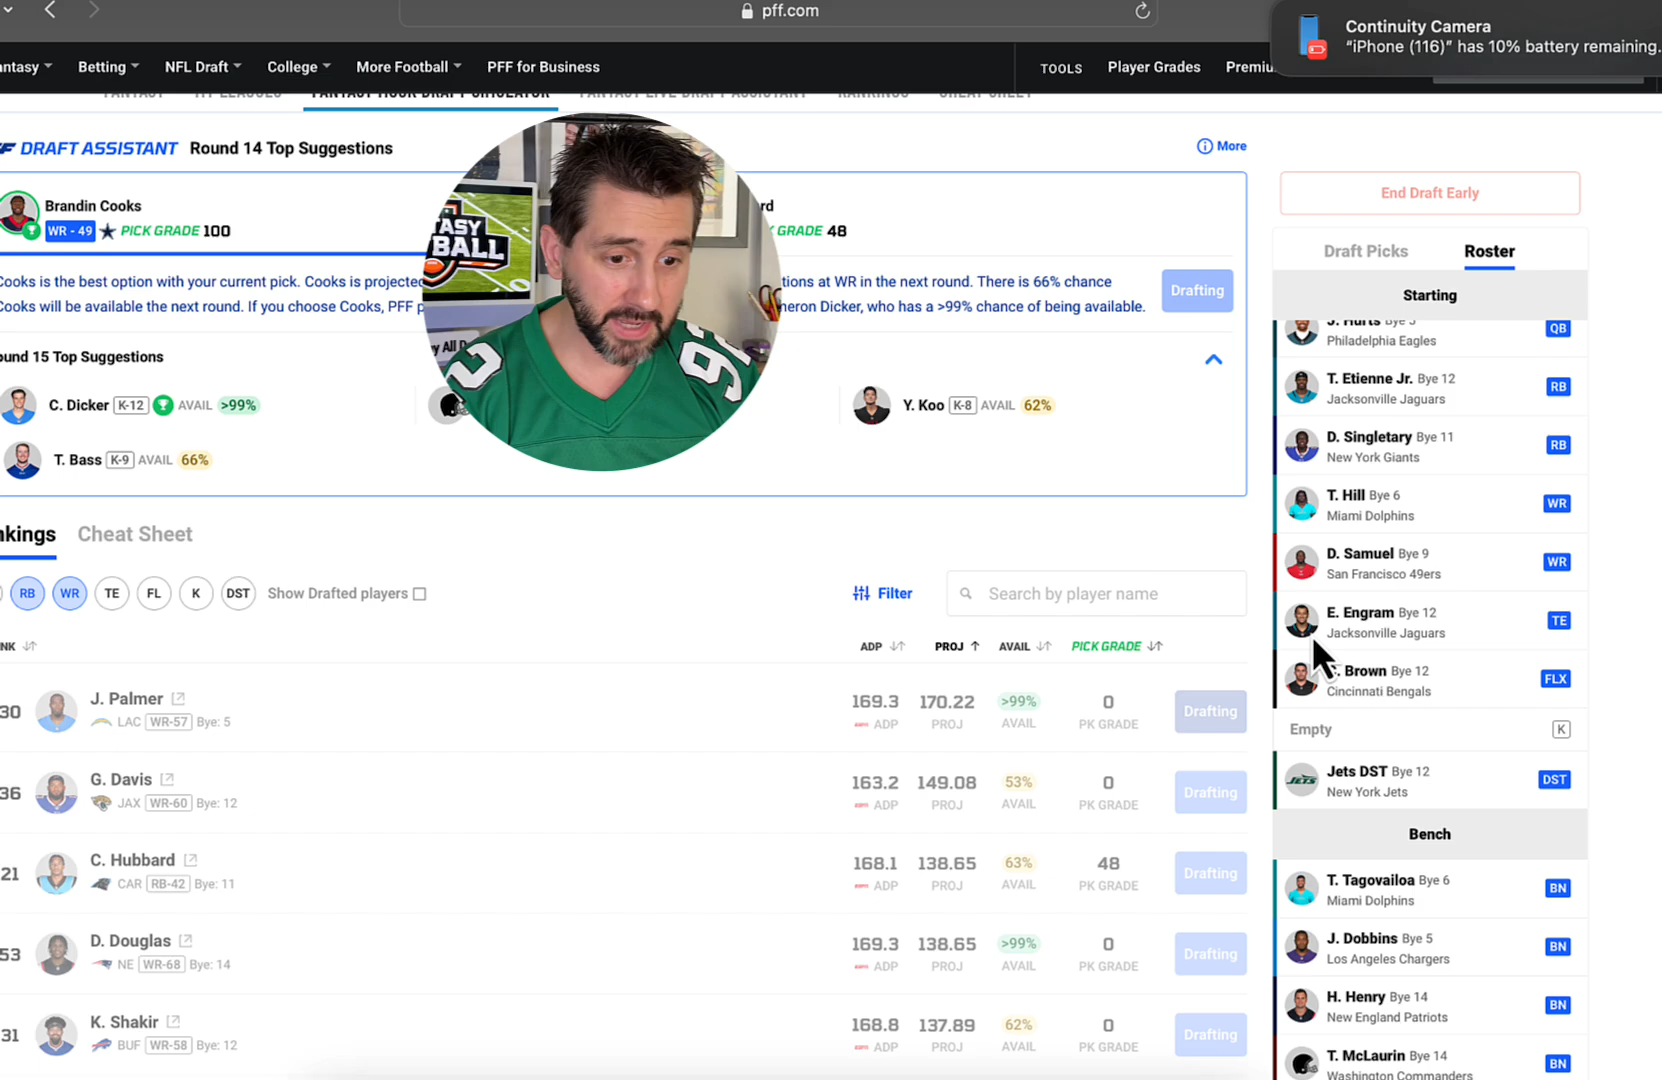 pff.com
Continuity Camera
“iPhone (116)” has 10% battery remaining.
antasy
Betting
NFL Draft
College
More Football
PFF for Business
TOOLS
Player Grades
Premiu
DRAFT ASSISTANT Round 14 Top Suggestions
More
Brandin Cooks
WR - 49 PICK GRADE 100
rd
GRADE 48
Cooks is the best option with your current pick. Cooks is projected
tions at WR in the next round. There is 66% chance
Cooks will be available the next round. If you choose Cooks, PFF p
meron Dicker, who has a >99% chance of being available.
Drafting
ound 15 Top Suggestions
C. Dicker K-12 AVAIL >99%
Y. Koo K-8 AVAIL 62%
T. Bass K-9 AVAIL 66%
ASY
BALL
92
nkings
Cheat Sheet
RB
WR
TE
FL
K
DST
Show Drafted players
Filter
Search by player name
NK
ADP
PROJ
AVAIL
PICK GRADE
30
J. Palmer
LAC WR-57 Bye: 5
169.3
ADP
170.22
PROJ
>99%
AVAIL
0
PK GRADE
Drafting
36
G. Davis
JAX WR-60 Bye: 12
163.2
ADP
149.08
PROJ
53%
AVAIL
0
PK GRADE
Drafting
21
C. Hubbard
CAR RB-42 Bye: 11
168.1
ADP
138.65
PROJ
63%
AVAIL
48
PK GRADE
Drafting
53
D. Douglas
NE WR-68 Bye: 14
169.3
ADP
138.65
PROJ
>99%
AVAIL
0
PK GRADE
Drafting
31
K. Shakir
BUF WR-58 Bye: 12
168.8
ADP
137.89
PROJ
62%
AVAIL
0
PK GRADE
Drafting
End Draft Early
Draft Picks
Roster
Starting
J. Hurts Bye 5
Philadelphia Eagles
QB
T. Etienne Jr. Bye 12
Jacksonville Jaguars
RB
D. Singletary Bye 11
New York Giants
RB
T. Hill Bye 6
Miami Dolphins
WR
D. Samuel Bye 9
San Francisco 49ers
WR
E. Engram Bye 12
Jacksonville Jaguars
TE
Brown Bye 12
Cincinnati Bengals
FLX
Empty
K
Jets DST Bye 12
New York Jets
DST
Bench
T. Tagovailoa Bye 6
Miami Dolphins
BN
J. Dobbins Bye 5
Los Angeles Chargers
BN
H. Henry Bye 14
New England Patriots
BN
T. McLaurin Bye 14
Washington Commanders
BN